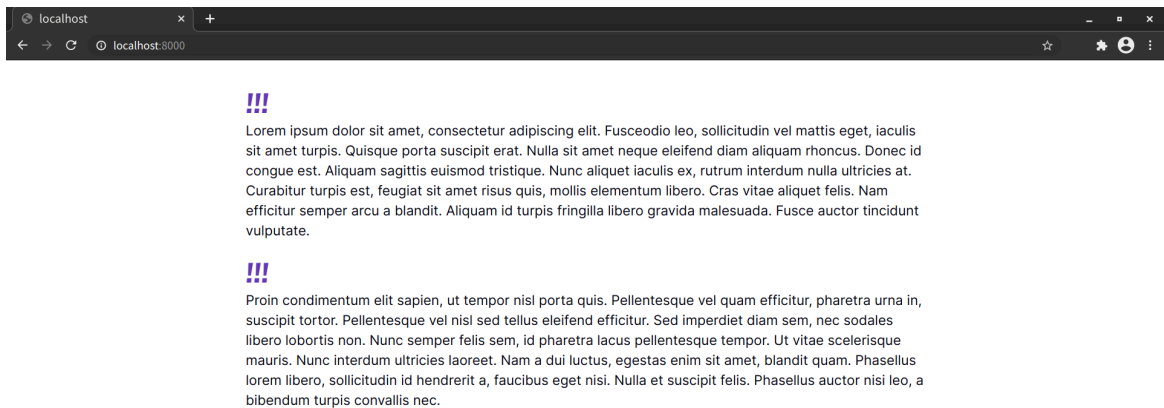 localhost
localhost:8000
!!!
Lorem ipsum dolor sit amet, consectetur adipiscing elit. Fusceodio leo, sollicitudin vel mattis eget, iaculis
sit amet turpis. Quisque porta suscipit erat. Nulla sit amet neque eleifend diam aliquam rhoncus. Donec id
congue est. Aliquam sagittis euismod tristique. Nunc aliquet iaculis ex, rutrum interdum nulla ultricies at.
Curabitur turpis est, feugiat sit amet risus quis, mollis elementum libero. Cras vitae aliquet felis. Nam
efficitur semper arcu a blandit. Aliquam id turpis fringilla libero gravida malesuada. Fusce auctor tincidunt
vulputate.
!!!
Proin condimentum elit sapien, ut tempor nisl porta quis. Pellentesque vel quam efficitur, pharetra urna in,
suscipit tortor. Pellentesque vel nisl sed tellus eleifend efficitur. Sed imperdiet diam sem, nec sodales
libero lobortis non. Nunc semper felis sem, id pharetra lacus pellentesque tempor. Ut vitae scelerisque
mauris. Nunc interdum ultricies laoreet. Nam a dui luctus, egestas enim sit amet, blandit quam. Phasellus
lorem libero, sollicitudin id hendrerit a, faucibus eget nisi. Nulla et suscipit felis. Phasellus auctor nisi leo, a
bibendum turpis convallis nec.